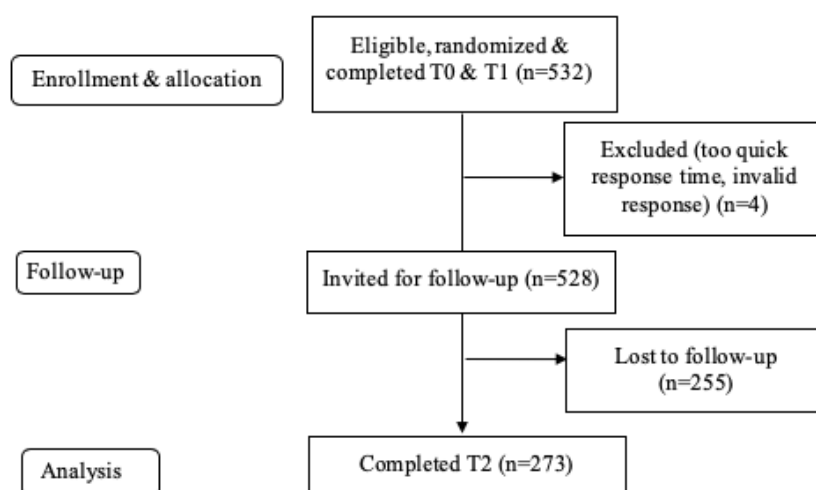 Enrollment & allocation
Eligible, randomized &
completed T0 & T1 (n=532)
Excluded (too quick
response time, invalid
response) (n=4)
Follow-up
Invited for follow-up (n=528)
Lost to follow-up
(n=255)
Analysis
Completed T2 (n=273)